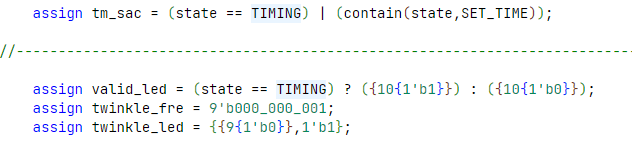 assign tm_sac = (state == TIMING) | (contain(state,SET_TIME));
//----------------------------------------------------------------------------
assign valid_led = (state == TIMING) ? ({10{1'b1}}) : ({10{1'b0}});
assign twinkle_fre = 9'b000_000_001;
assign twinkle_led = {{9{1'b0}},1'b1};